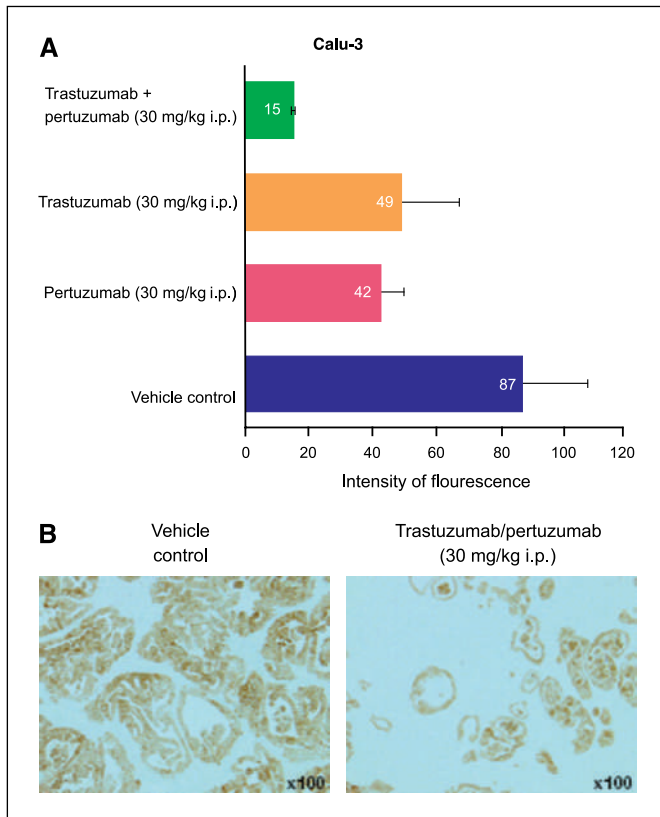 A
Calu-3
Trastuzumab +
pertuzumab (30 mg/kg i.p.)
15
Trastuzumab (30 mg/kg i.p.)
49
Pertuzumab (30 mg/kg i.p.)
42
Vehicle control
87
0 20 40 60 80 100 120
Intensity of flourescence
B
Vehicle
control
Trastuzumab/pertuzumab
(30 mg/kg i.p.)
x100
x100